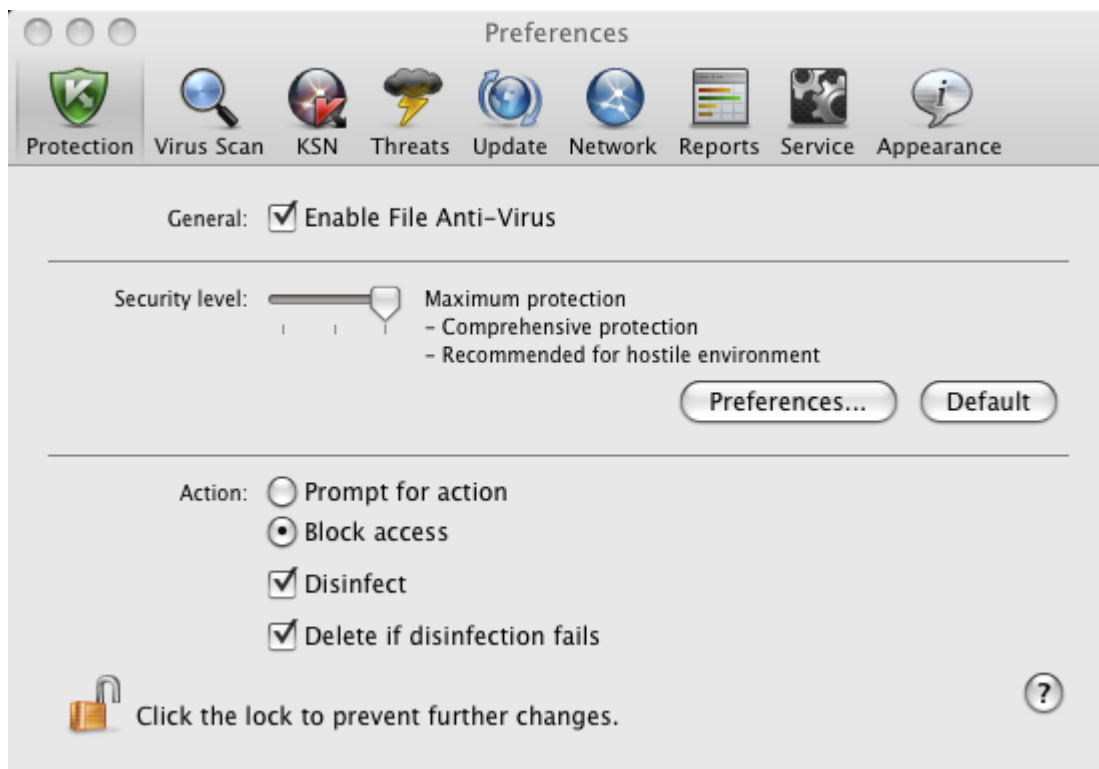 Preferences
Protection Virus Scan KSN Threats Update Network Reports Service Appearance
General: Enable File Anti-Virus
Security level: Maximum protection
- Comprehensive protection
- Recommended for hostile environment
Preferences... Default
Action: Prompt for action
Block access
Disinfect
Delete if disinfection fails
?
Click the lock to prevent further changes.